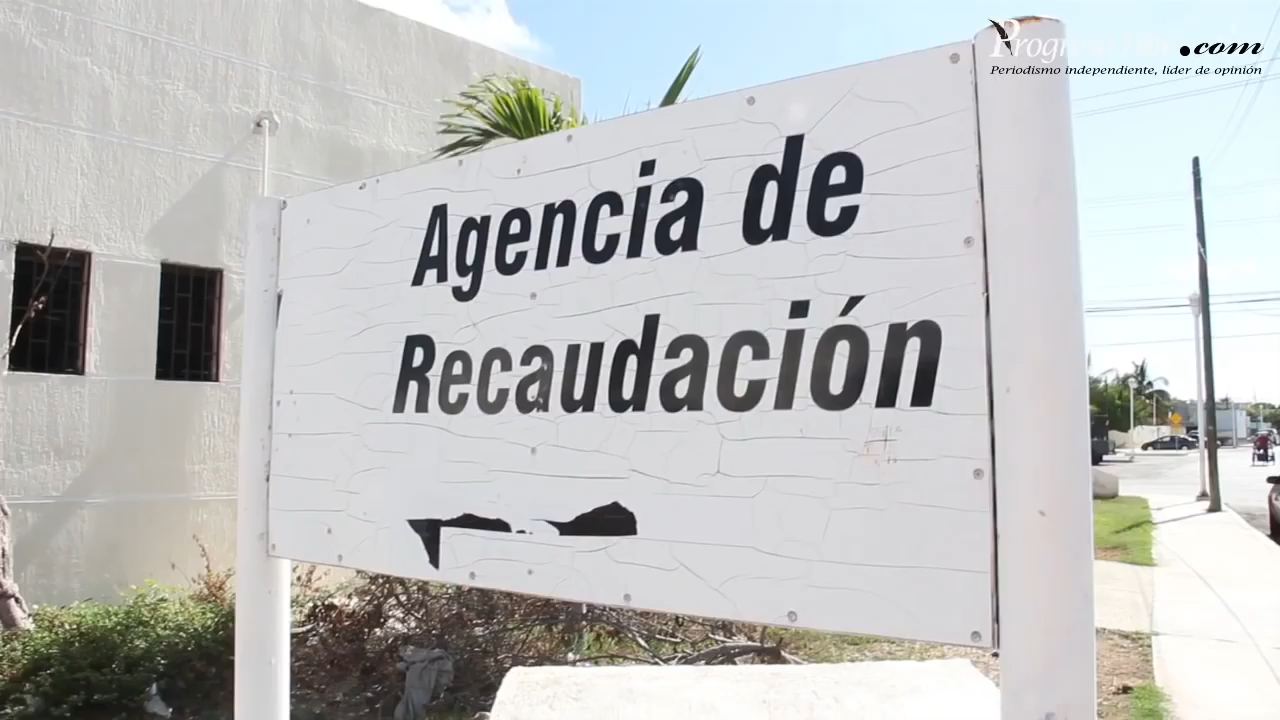 .com
Periodismo independiente, líder de opinión
Agencia de
Recaudación